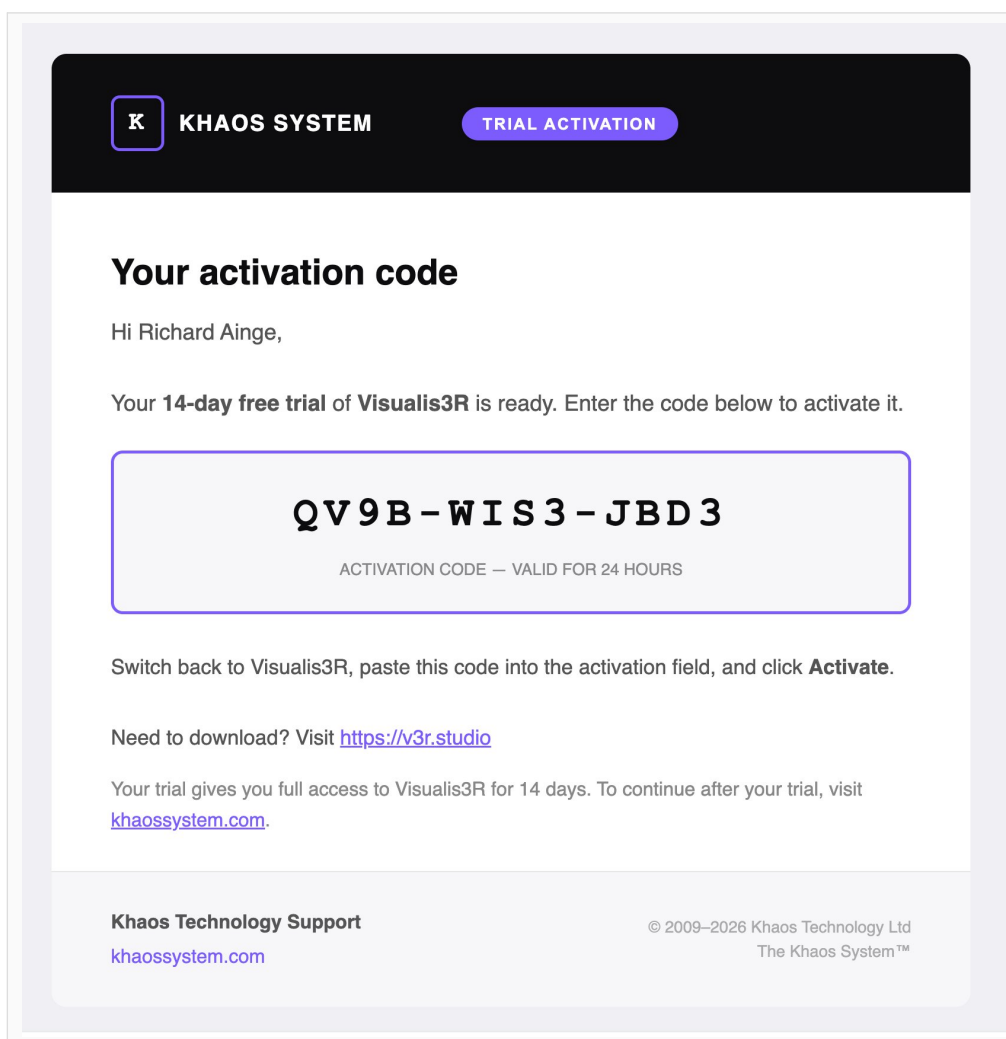 K KHAOS SYSTEM TRIAL ACTIVATION
Your activation code
Hi Richard Ainge,
Your 14-day free trial of Visualis3R is ready. Enter the code below to activate it.
QV9B-WIS3-JBD3
ACTIVATION CODE — VALID FOR 24 HOURS
Switch back to Visualis3R, paste this code into the activation field, and click Activate.
Need to download? Visit https://v3r.studio
Your trial gives you full access to Visualis3R for 14 days. To continue after your trial, visit
khaossystem.com.
Khaos Technology Support
khaossystem.com
© 2009–2026 Khaos Technology Ltd
The Khaos System™